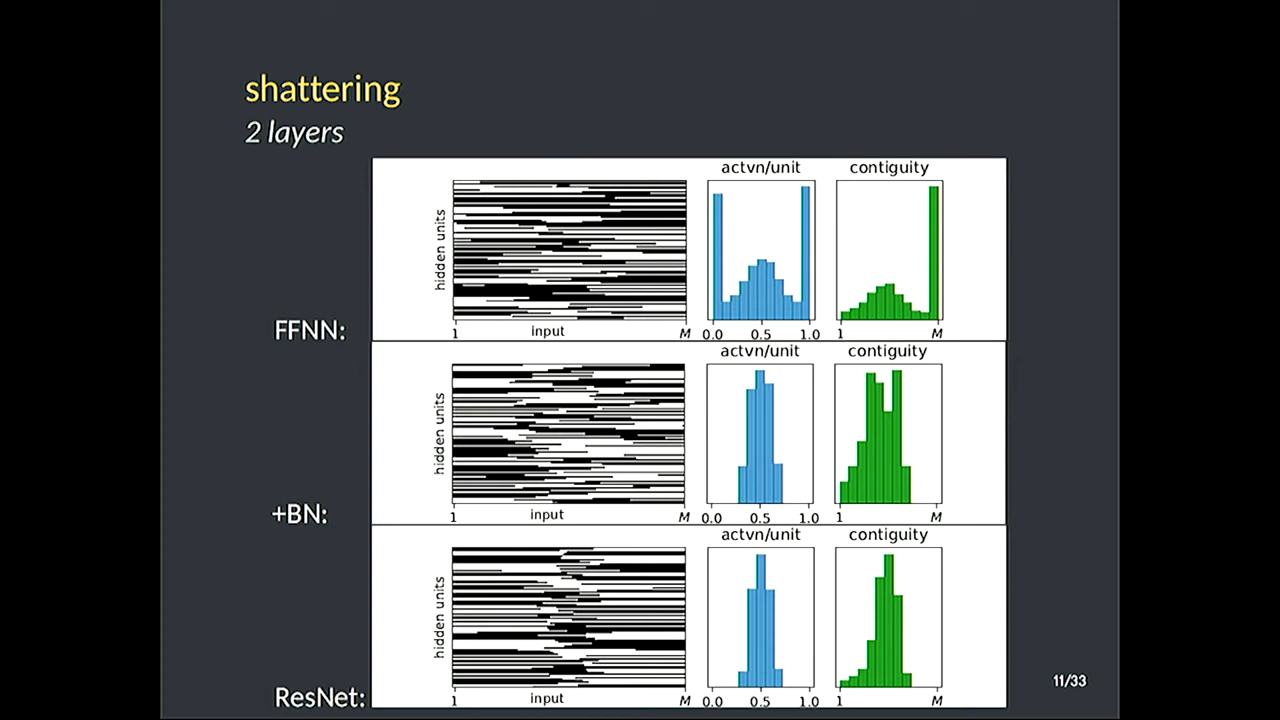 shattering
2 layers
actvn/unit
contiguity
hidden units
1
input
M
0.0
0.5
1.0
1
M
FFNN:
actvn/unit
contiguity
hidden units
1
input
M
0.0
0.5
1.0
1
M
+BN:
actvn/unit
contiguity
hidden units
1
input
M
0.0
0.5
1.0
1
M
ResNet:
11/33